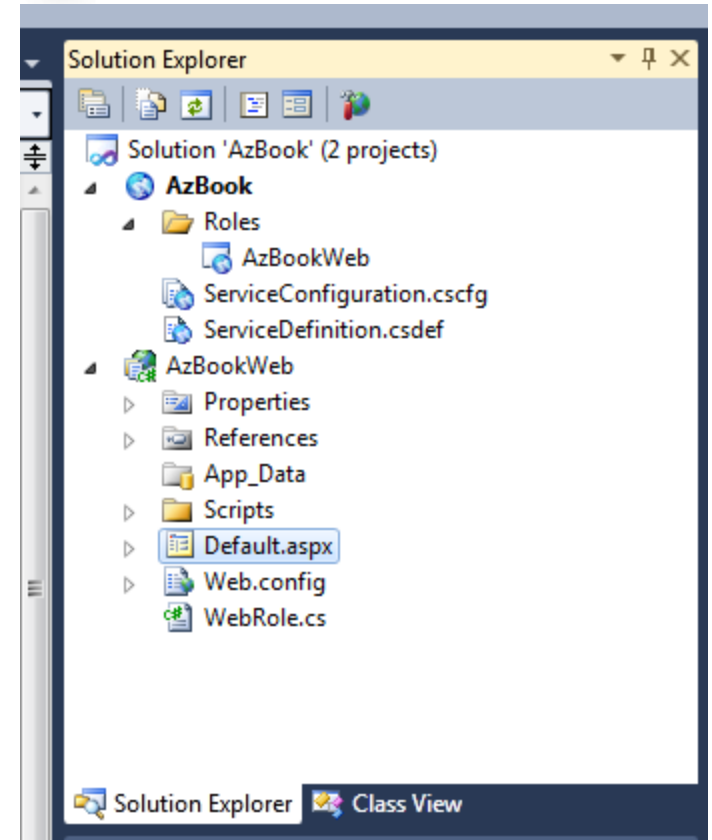 Solution Explorer
Solution 'AzBook' (2 projects)
AzBook
Roles
AzBookWeb
ServiceConfiguration.cscfg
ServiceDefinition.csdef
AzBookWeb
Properties
References
App_Data
Scripts
Default.aspx
Web.config
WebRole.cs
Solution Explorer Class View